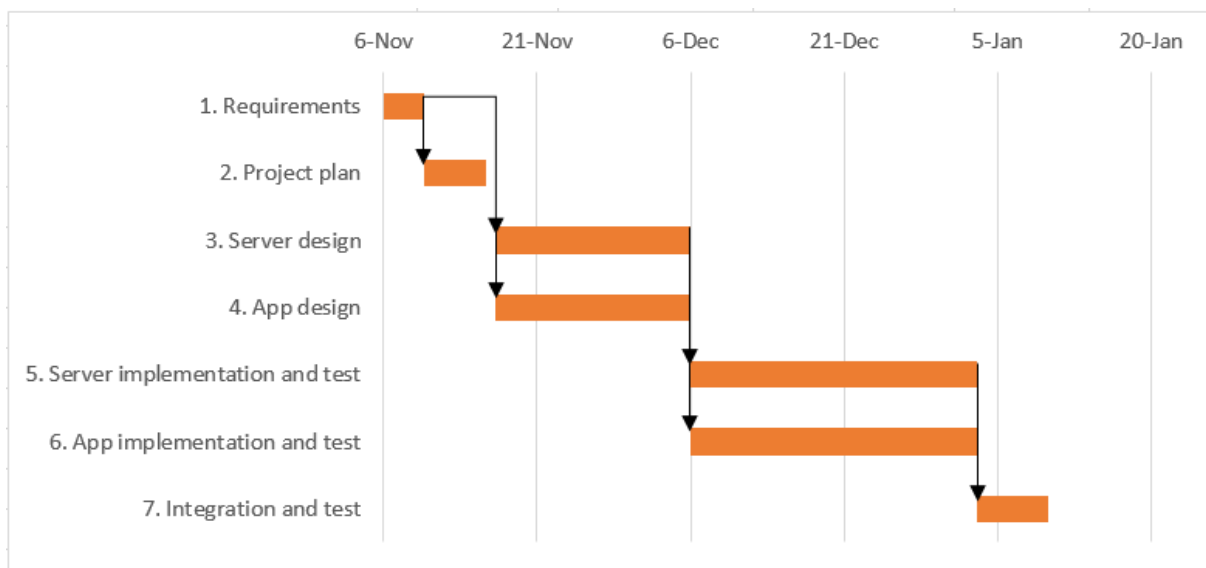 6-Nov 21-Nov 6-Dec 21-Dec 5-Jan 20-Jan
1. Requirements
2. Project plan
3. Server design
4. App design
5. Server implementation and test
6. App implementation and test
7. Integration and test